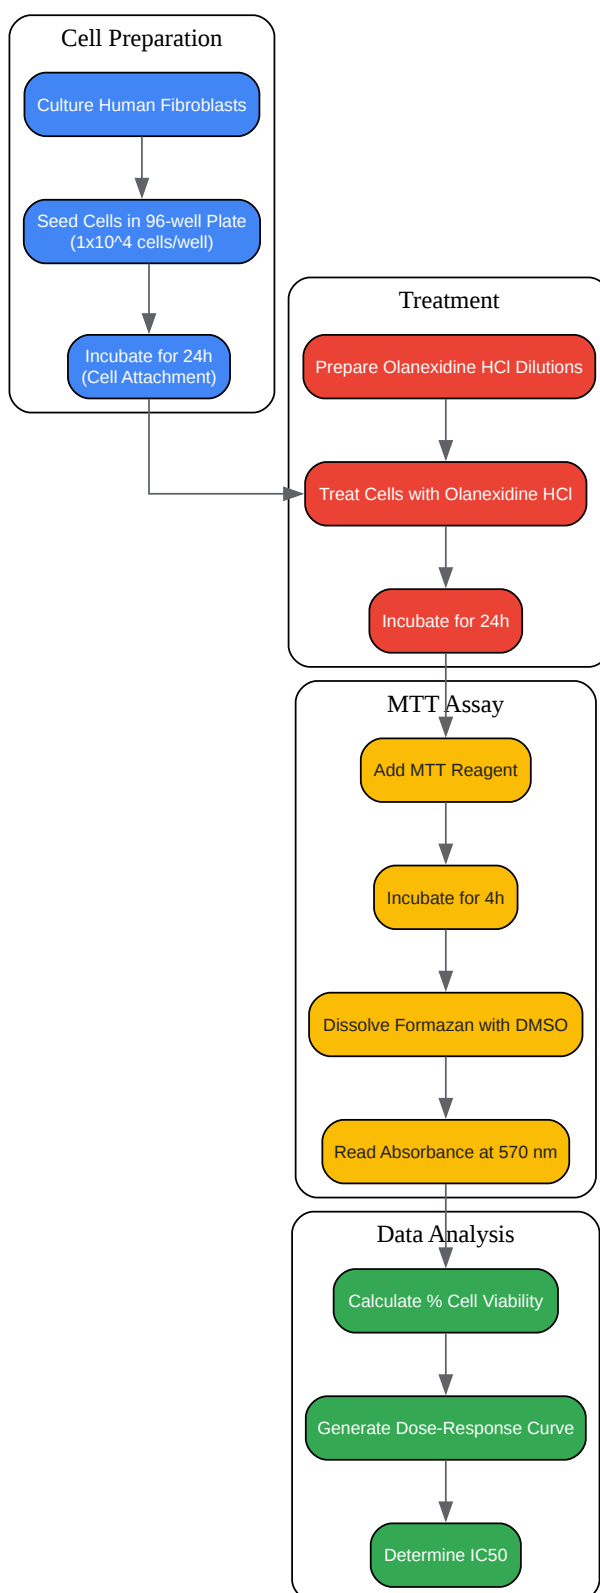 Cell Preparation
Culture Human Fibroblasts
Seed Cells in 96-well Plate
(1x10^4 cells/well)
Incubate for 24h
(Cell Attachment)
Treatment
Prepare Olanexidine HCl Dilutions
Treat Cells with Olanexidine HCl
Incubate for 24h
MTT Assay
Add MTT Reagent
Incubate for 4h
Dissolve Formazan with DMSO
Read Absorbance at 570 nm
Data Analysis
Calculate % Cell Viability
Generate Dose-Response Curve
Determine IC50